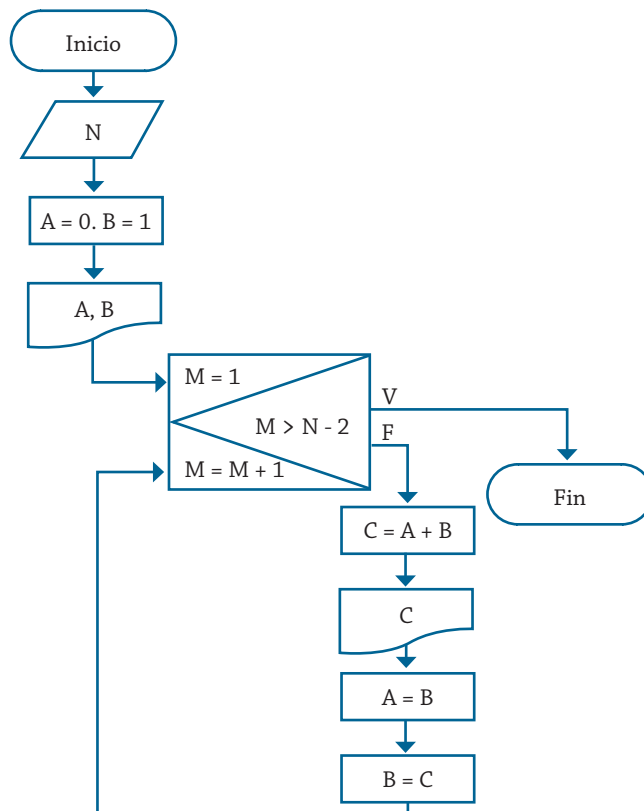 Inicio
N
A = 0. B = 1
A, B
M = 1
M > N - 2
M = M + 1
V
F
Fin
C = A + B
C
A = B
B = C